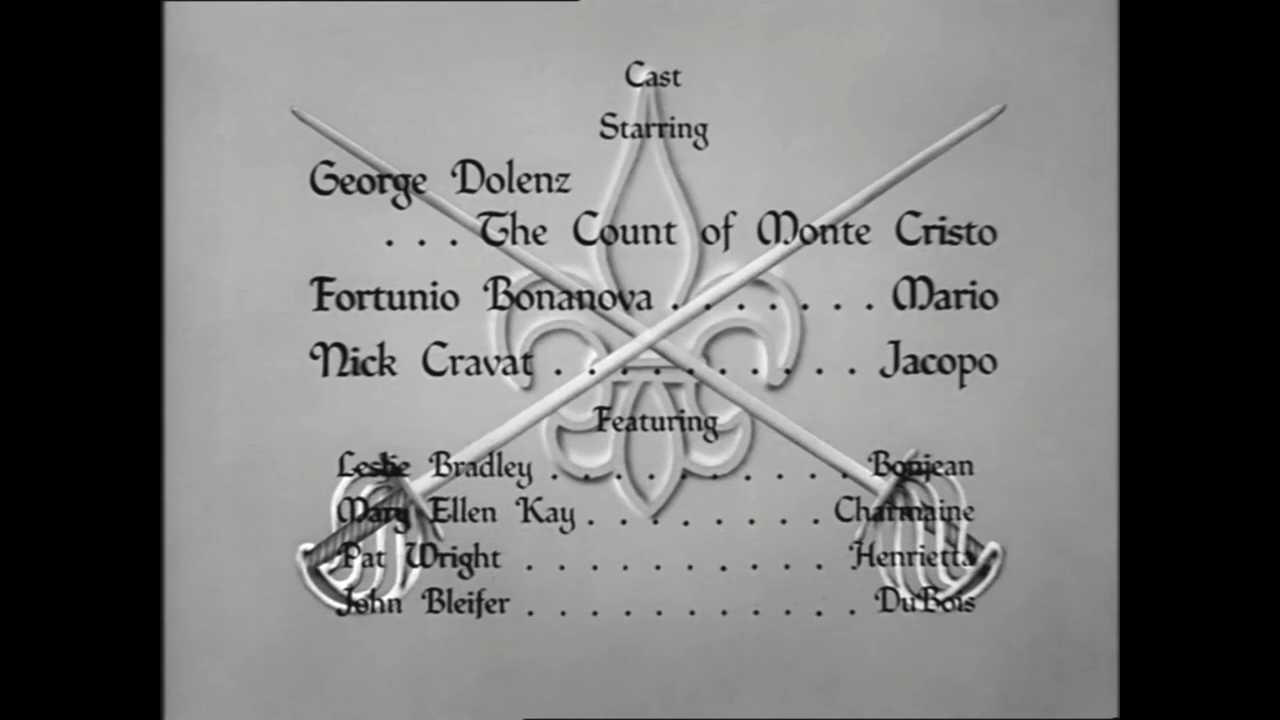 Cast
Starring
George Dolenz
. . . The Count of Monte Cristo
Fortunio Bonanova . . . . . . . Mario
Nick Cravat . . . . . . . . . . Jacopo
Featuring
Leslie Bradley . . . . . . . . . . Bonjean
Mary Ellen Kay . . . . . . . . Charmaine
Pat Wright . . . . . . . . . . Henrietta
John Bleifer . . . . . . . . . . . DuBois